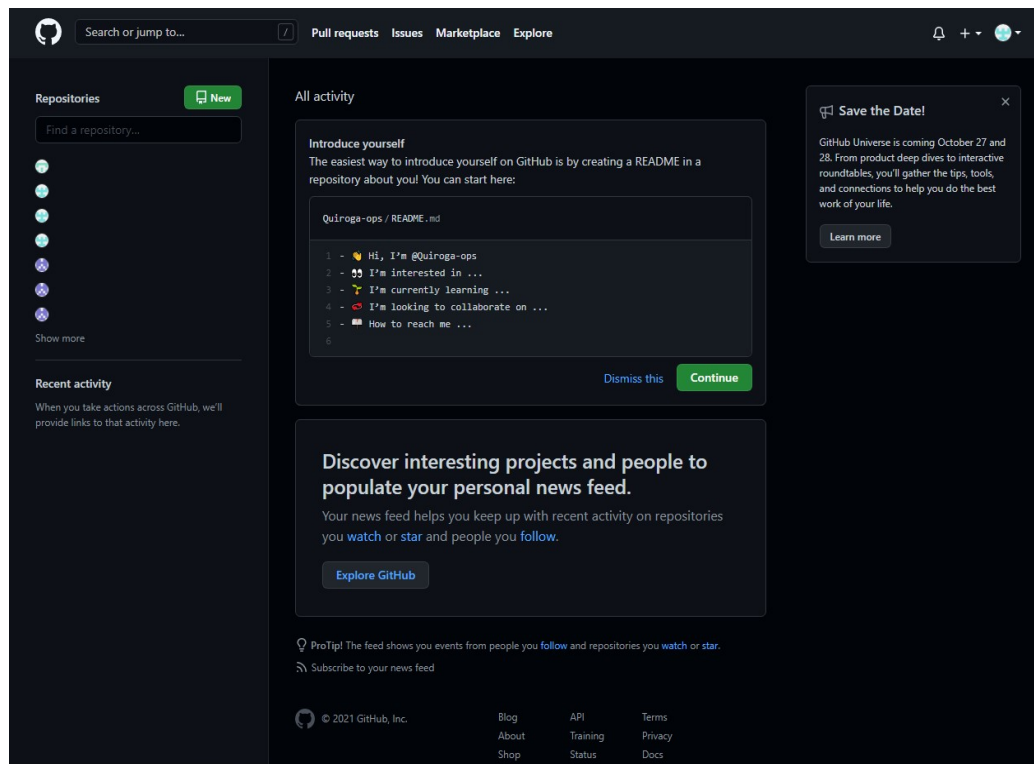 Search or jump to... /
Pull requests Issues Marketplace Explore
Repositories
New
Find a repository...
Show more
Recent activity
When you take actions across GitHub, we'll
provide links to that activity here.
All activity
Introduce yourself
The easiest way to introduce yourself on GitHub is by creating a README in a
repository about you! You can start here:
Quiroga-ops / README.md
1 - 👋 Hi, I'm @Quiroga-ops
2 - 👀 I'm interested in ...
3 - 🌱 I'm currently learning ...
4 - 💞️ I'm looking to collaborate on ...
5 - 📖 How to reach me ...
6
Dismiss this
Continue
Discover interesting projects and people to
populate your personal news feed.
Your news feed helps you keep up with recent activity on repositories
you watch or star and people you follow.
Explore GitHub
ProTip! The feed shows you events from people you follow and repositories you watch or star.
Subscribe to your news feed
© 2021 GitHub, Inc.
Blog API Terms
About Training Privacy
Shop Status Docs
Save the Date!
GitHub Universe is coming October 27 and
28. From product deep dives to interactive
roundtables, you'll gather the tips, tools,
and connections to help you do the best
work of your life.
Learn more